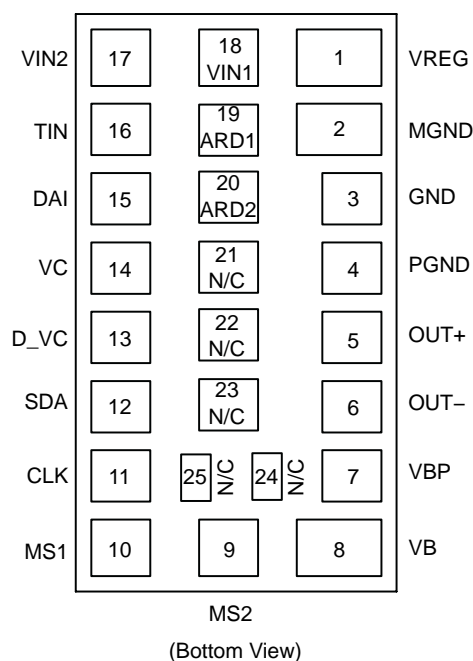 VIN2 17 18 1 VREG
VIN1
TIN 16 19 2 MGND
ARD1
DAI 15 20 3 GND
ARD2
VC 14 21 4 PGND
N/C
D_VC 13 22 5 OUT+
N/C
SDA 12 23 6 OUT–
N/C
CLK 11 25 N/C 24 N/C 7 VBP
MS1 10 9 8 VB
MS2
(Bottom View)